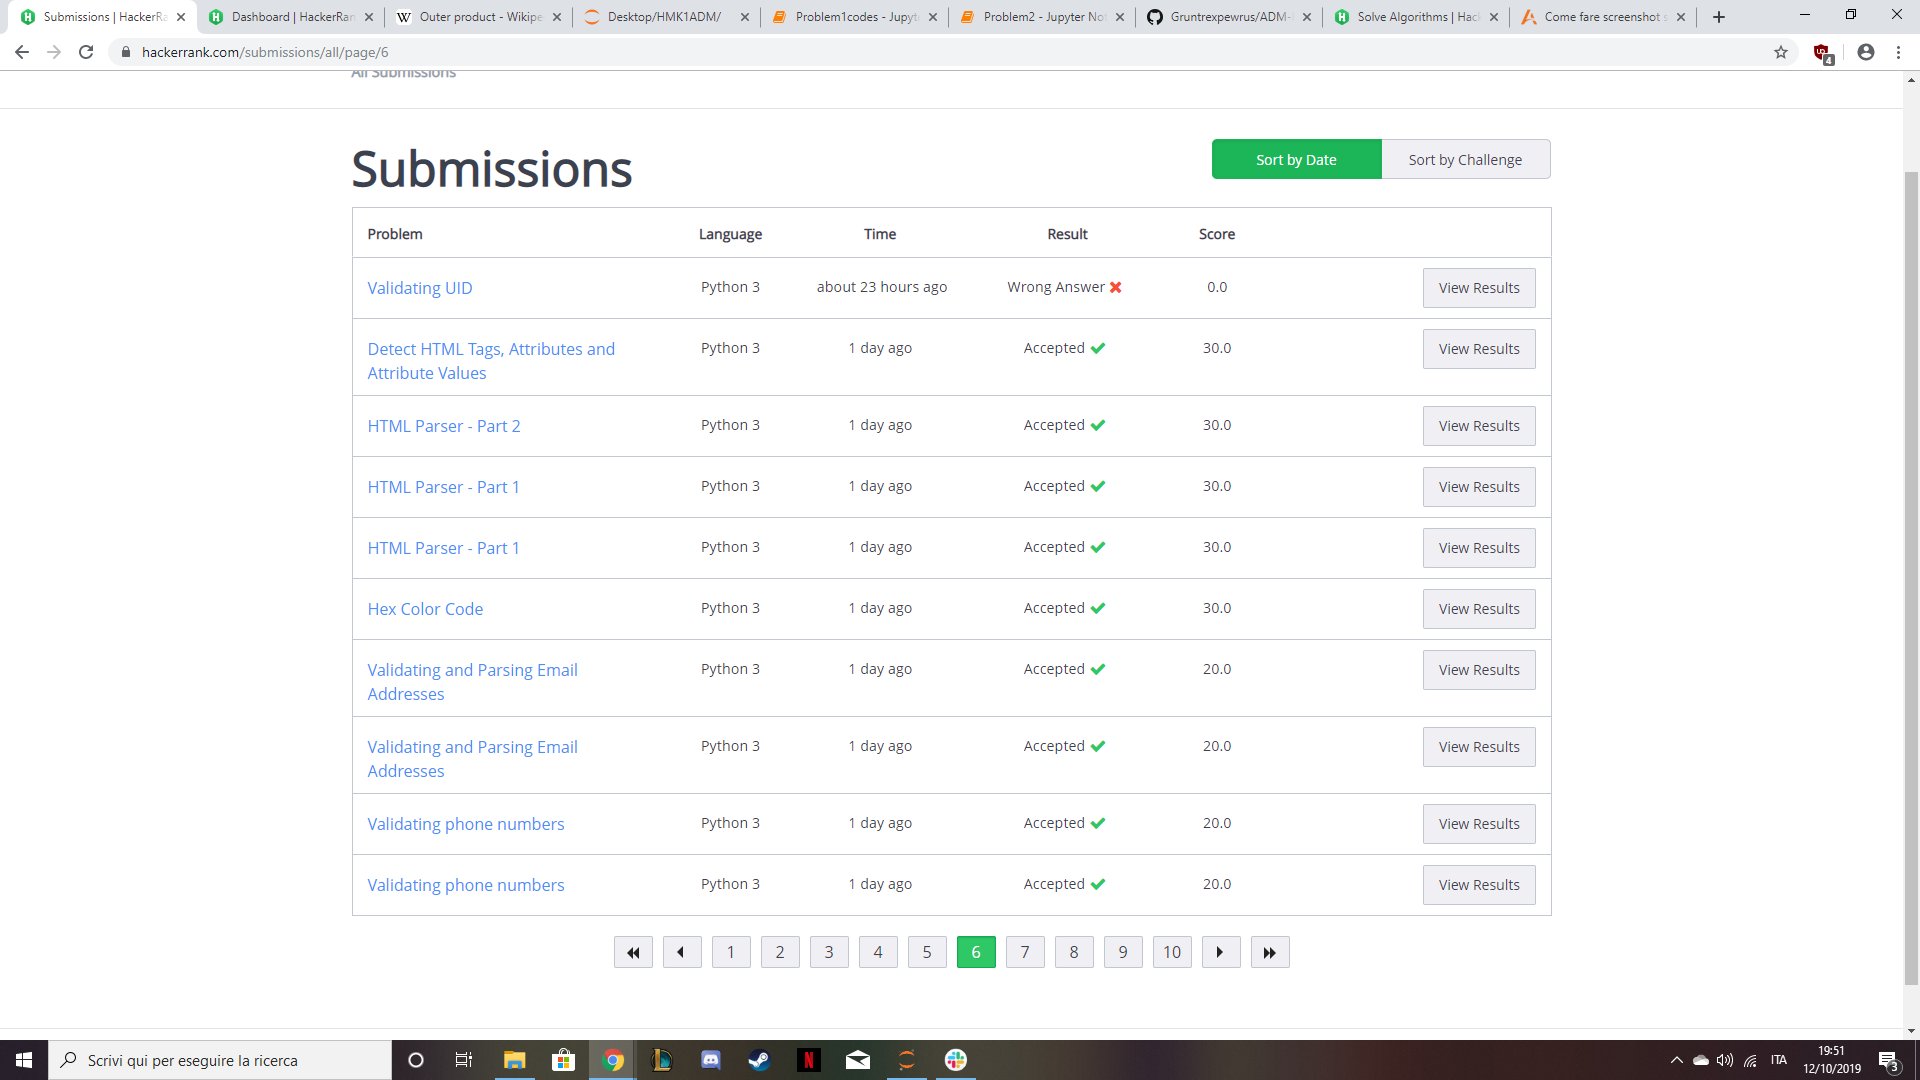 Submissions | HackerRa
Dashboard | HackerRan
Outer product - Wikipe
Desktop/HMK1ADM/
Problem1codes - Jupyt
Problem2 - Jupyter No
Gruntrexpewrus/ADM-
Solve Algorithms | Hac
Come fare screenshot s
hackerrank.com/submissions/all/page/6
4
All Submissions
Submissions
Sort by Date
Sort by Challenge
Problem Language Time Result Score
Validating UID Python 3 about 23 hours ago Wrong Answer 0.0 View Results
Detect HTML Tags, Attributes and Python 3 1 day ago Accepted 30.0 View Results
Attribute Values
HTML Parser - Part 2 Python 3 1 day ago Accepted 30.0 View Results
HTML Parser - Part 1 Python 3 1 day ago Accepted 30.0 View Results
HTML Parser - Part 1 Python 3 1 day ago Accepted 30.0 View Results
Hex Color Code Python 3 1 day ago Accepted 30.0 View Results
Validating and Parsing Email Python 3 1 day ago Accepted 20.0 View Results
Addresses
Validating and Parsing Email Python 3 1 day ago Accepted 20.0 View Results
Addresses
Validating phone numbers Python 3 1 day ago Accepted 20.0 View Results
Validating phone numbers Python 3 1 day ago Accepted 20.0 View Results
1 2 3 4 5 6 7 8 9 10
Scrivi qui per eseguire la ricerca
ITA
19:51
12/10/2019
3